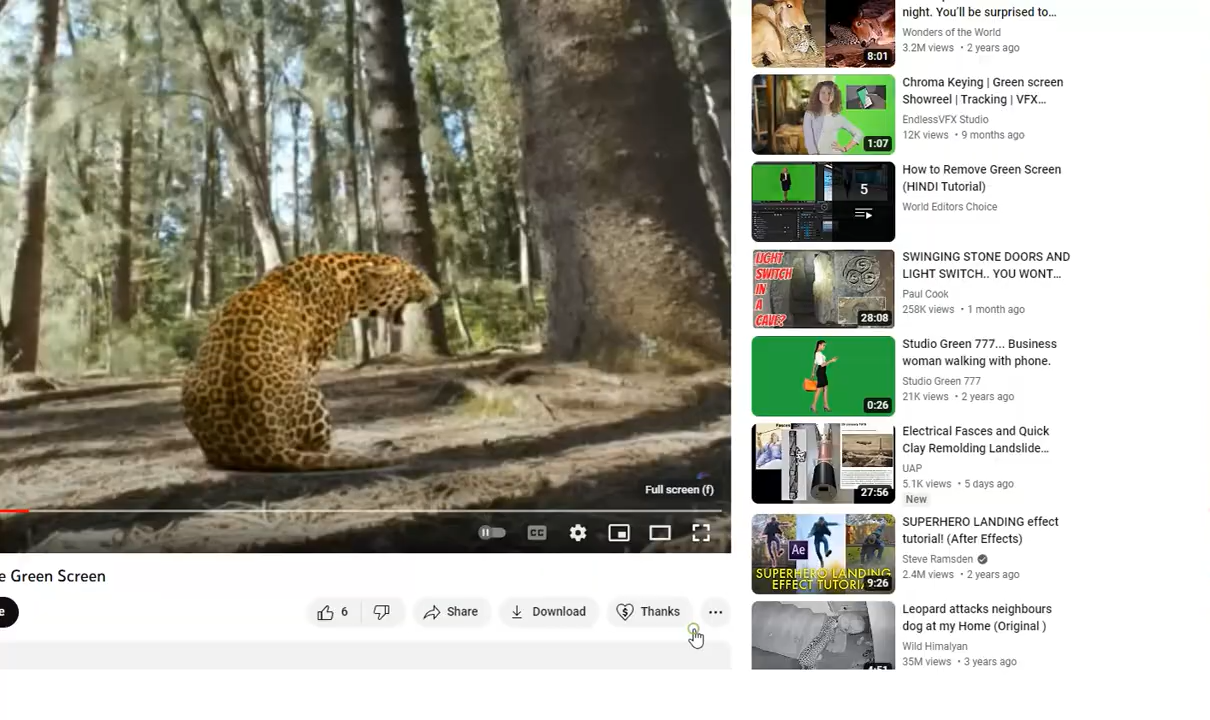 Full screen (f)
CC
e Green Screen
e
6
Share
Download
Thanks
night. You'll be surprised to...
Wonders of the World
3.2M views • 2 years ago
8:01
Chroma Keying | Green screen
Showreel | Tracking | VFX...
EndlessVFX Studio
12K views • 9 months ago
1:07
How to Remove Green Screen
(HINDI Tutorial)
World Editors Choice
5
SWINGING STONE DOORS AND
LIGHT SWITCH.. YOU WONT...
Paul Cook
258K views • 1 month ago
LIGHT
SWITCH
IN
A
CAVE?
28:08
Studio Green 777... Business
woman walking with phone.
Studio Green 777
21K views • 2 years ago
0:26
Electrical Fasces and Quick
Clay Remolding Landslide...
UAP
5.1K views • 5 days ago
New
27:56
SUPERHERO LANDING effect
tutorial! (After Effects)
Steve Ramsden
2.4M views • 2 years ago
Ae
SUPERHERO LANDING
EFFECT TUTORIA
9:26
Leopard attacks neighbours
dog at my Home (Original )
Wild Himalyan
35M views • 3 years ago
4:51